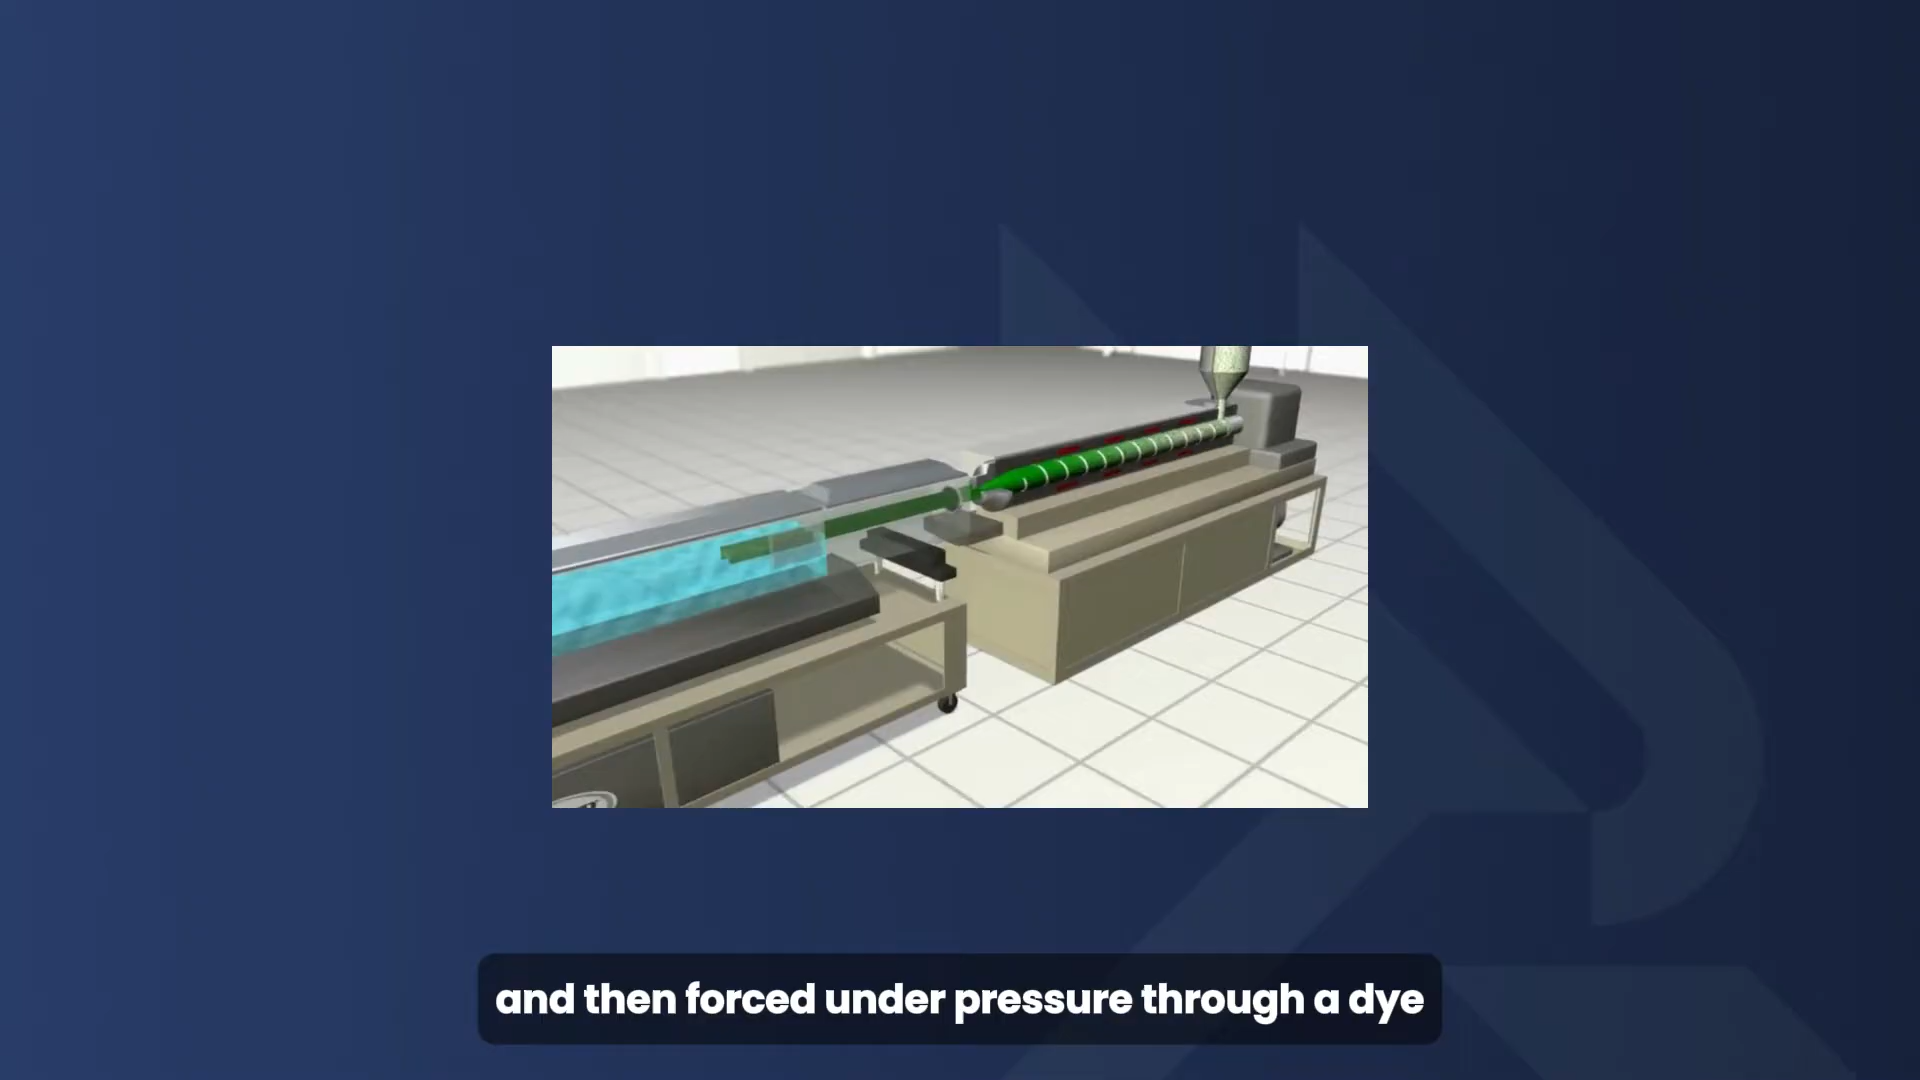 and then forced under pressure through a dye